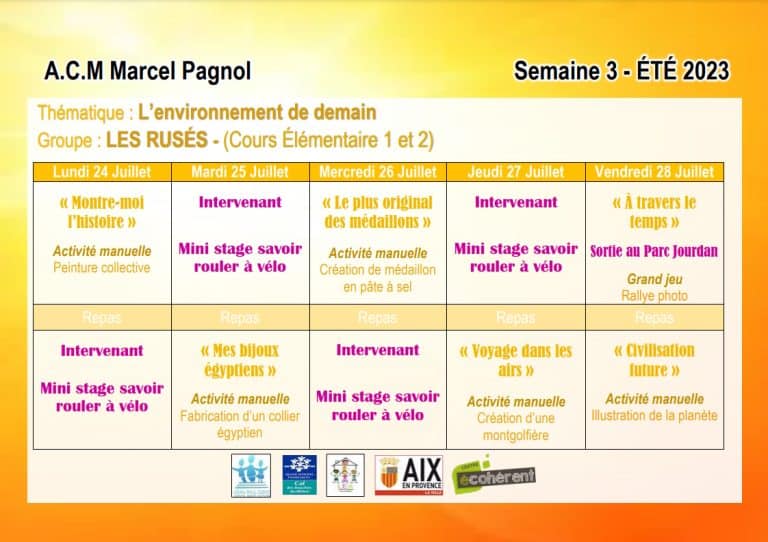 A.C.M Marcel Pagnol
Semaine 3 - ÉTÉ 2023
Thématique : L'environnement de demain
Groupe : LES RUSÉS - (Cours Élémentaire 1 et 2)
Lundi 24 Juillet
Mardi 25 Juillet
Mercredi 26 Juillet
Jeudi 27 Juillet
Vendredi 28 Juillet
« Montre-moi
l'histoire »
Activité manuelle
Peinture collective
Intervenant
Mini stage savoir
rouler à vélo
« Le plus original
des médaillons »
Activité manuelle
Création de médaillon
en pâte à sel
Intervenant
Mini stage savoir
rouler à vélo
« À travers le
temps »
Sortie au Parc Jourdan
Grand jeu
Rallye photo
Repas
Repas
Repas
Repas
Repas
Intervenant
Mini stage savoir
rouler à vélo
« Mes bijoux
égyptiens »
Activité manuelle
Fabrication d'un collier
égyptien
Intervenant
Mini stage savoir
rouler à vélo
« Voyage dans les
airs »
Activité manuelle
Création d'une
montgolfière
« Civilisation
future »
Activité manuelle
Illustration de la planète
Caf
AIX
EN PROVENCE
LA VILLE
CENTRE
écohérent